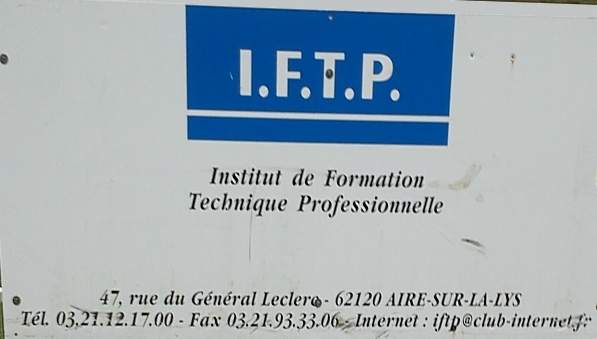 I.F.T.P.
Institut de Formation
Technique Professionnelle
47, rue du Général Leclerc - 62120 AIRE-SUR-LA-LYS
Tél. 03.21.12.17.00 - Fax 03.21.93.33.06 - Internet : iftp@club-internet.fr